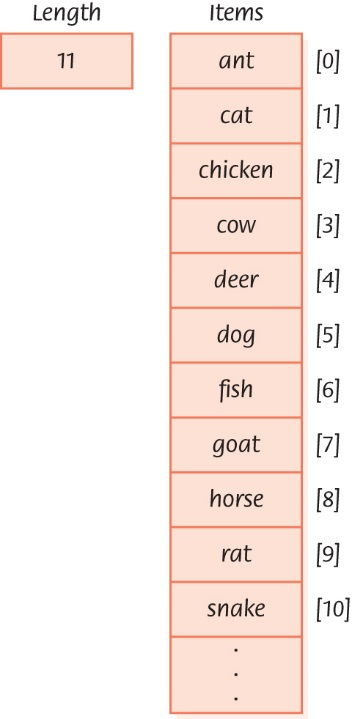 Length Items
11 ant [0]
cat [1]
chicken [2]
cow [3]
deer [4]
dog [5]
fish [6]
goat [7]
horse [8]
rat [9]
snake [10]
.
.
.